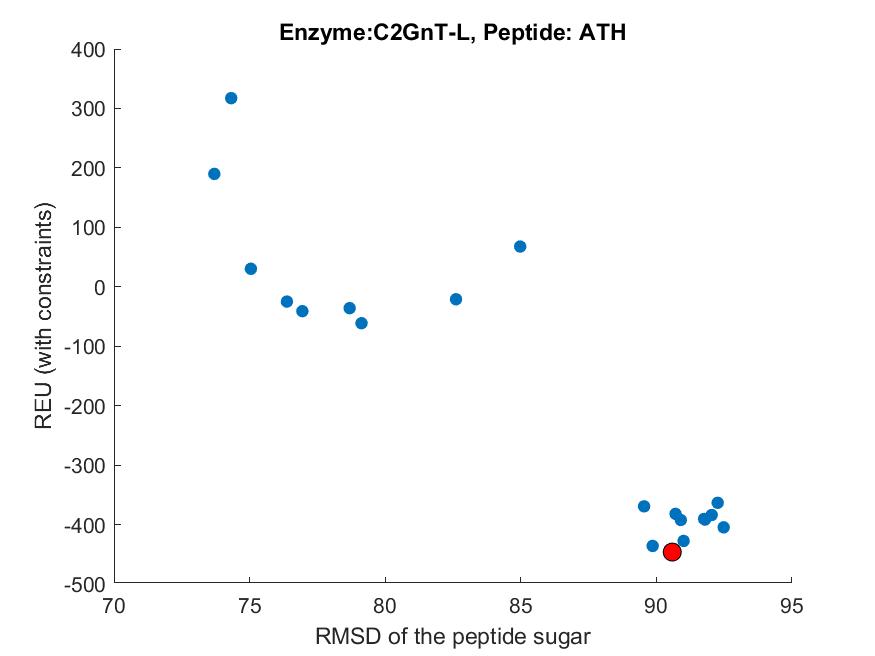 Enzyme:C2GnT-L, Peptide: ATH
400
300
200
100
0
-100
-200
-300
-400
-500
REU (with constraints)
70 75 80 85 90 95
RMSD of the peptide sugar